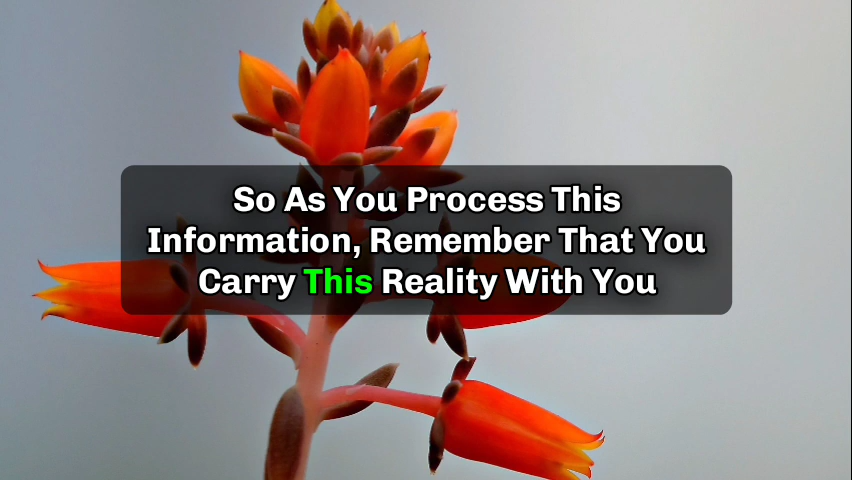 So As You Process This
Information, Remember That You
Carry This Reality With You